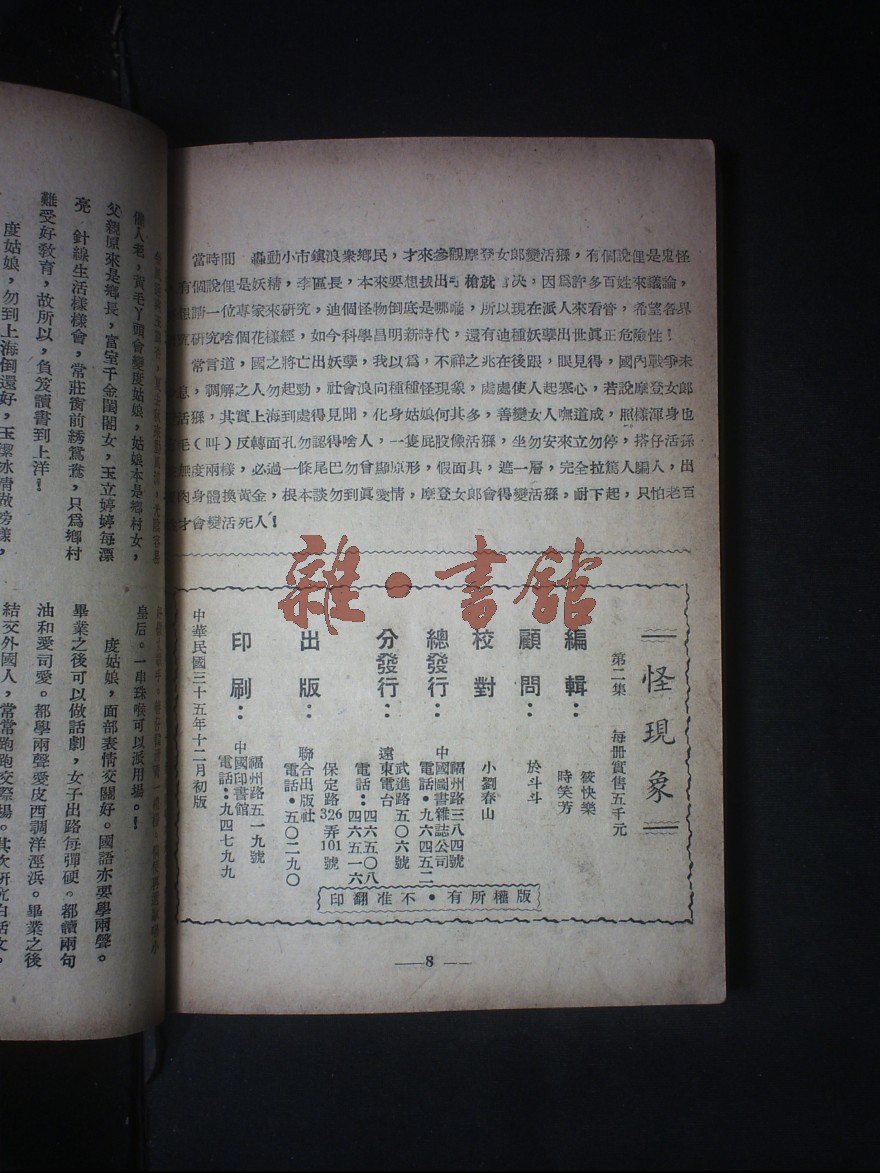 難受好教育，故所以，負笈讀書到上洋！
亮 針線生活樣樣會，常莊窗前綉鴛鴦，只爲鄉村
父親原來是鄉長，富室千金閨閣女，玉立婷婷每漂
人老，黃毛丫頭會變度姑娘，姑娘本是鄉村女，
度姑娘，勿到上海倒還好，玉潔冰清
皇后。一串珠喉可以派用場。！
度姑娘，面部表情交關好。國語亦要學兩聲。
畢業之後可以做話劇，女子出路每彈硬。都讀兩句
油和愛司愛。都學兩聲愛皮西調洋涇浜。畢業之後
結交外國人，常常跑跑交際場。其次研究白話文。
當時間 轟動小市鎮浪衆鄉民，才來參觀摩登女郎變活猻，有個說俚是鬼怪
有個說俚是妖精，李區長，本來要想拔出 槍就 決，因爲許多百姓來議論，
想請一位專家來研究，迪個怪物倒底是哪嚨，所以現在派人來看管，希望各界
研究啥個花樣經，如今科學昌明新時代，還有迪種妖孽出世眞正危險性！
常言道，國之將亡出妖孽，我以爲，不祥之兆在後跟，眼見得，國內戰爭未
息，調解之人勿起勁，社會浪向種種怪現象，處處使人起寒心，若說摩登女郎
活猻，其實上海到處得見聞，化身姑娘何其多，善變女人嘸道成，照樣渾身也
毛（叫）反轉面孔勿認得啥人，一隻屁股像活猻，坐勿安來立勿停，搭仔活猻
無度兩樣，必過一條尾巴勿曾顯原形，假面具，遮一層，完全拉篤人騙人，出
肉身體換黃金，根本談勿到眞愛情，摩登女郎會得變活猻，耐下起，只怕老百
才會變活死人！
雜·書館
怪現象
第二集 每冊實售五千元
編輯： 筱快樂
時笑芳
顧問： 於斗斗
校對 小劉春山
總發行： 福州路三八四號
中國圖書雜誌公司
電話・九六四五二
分發行： 武進路五〇六號
遠東電台
電話：：四六五〇八
四六五一六
出版： 保定路326弄101號
聯合出版社
電話・五〇二九〇
印刷： 福州路五一九號
中國印書館
電話：九四七九九
中華民國三十五年十二月初版
版權所有・不准翻印
8